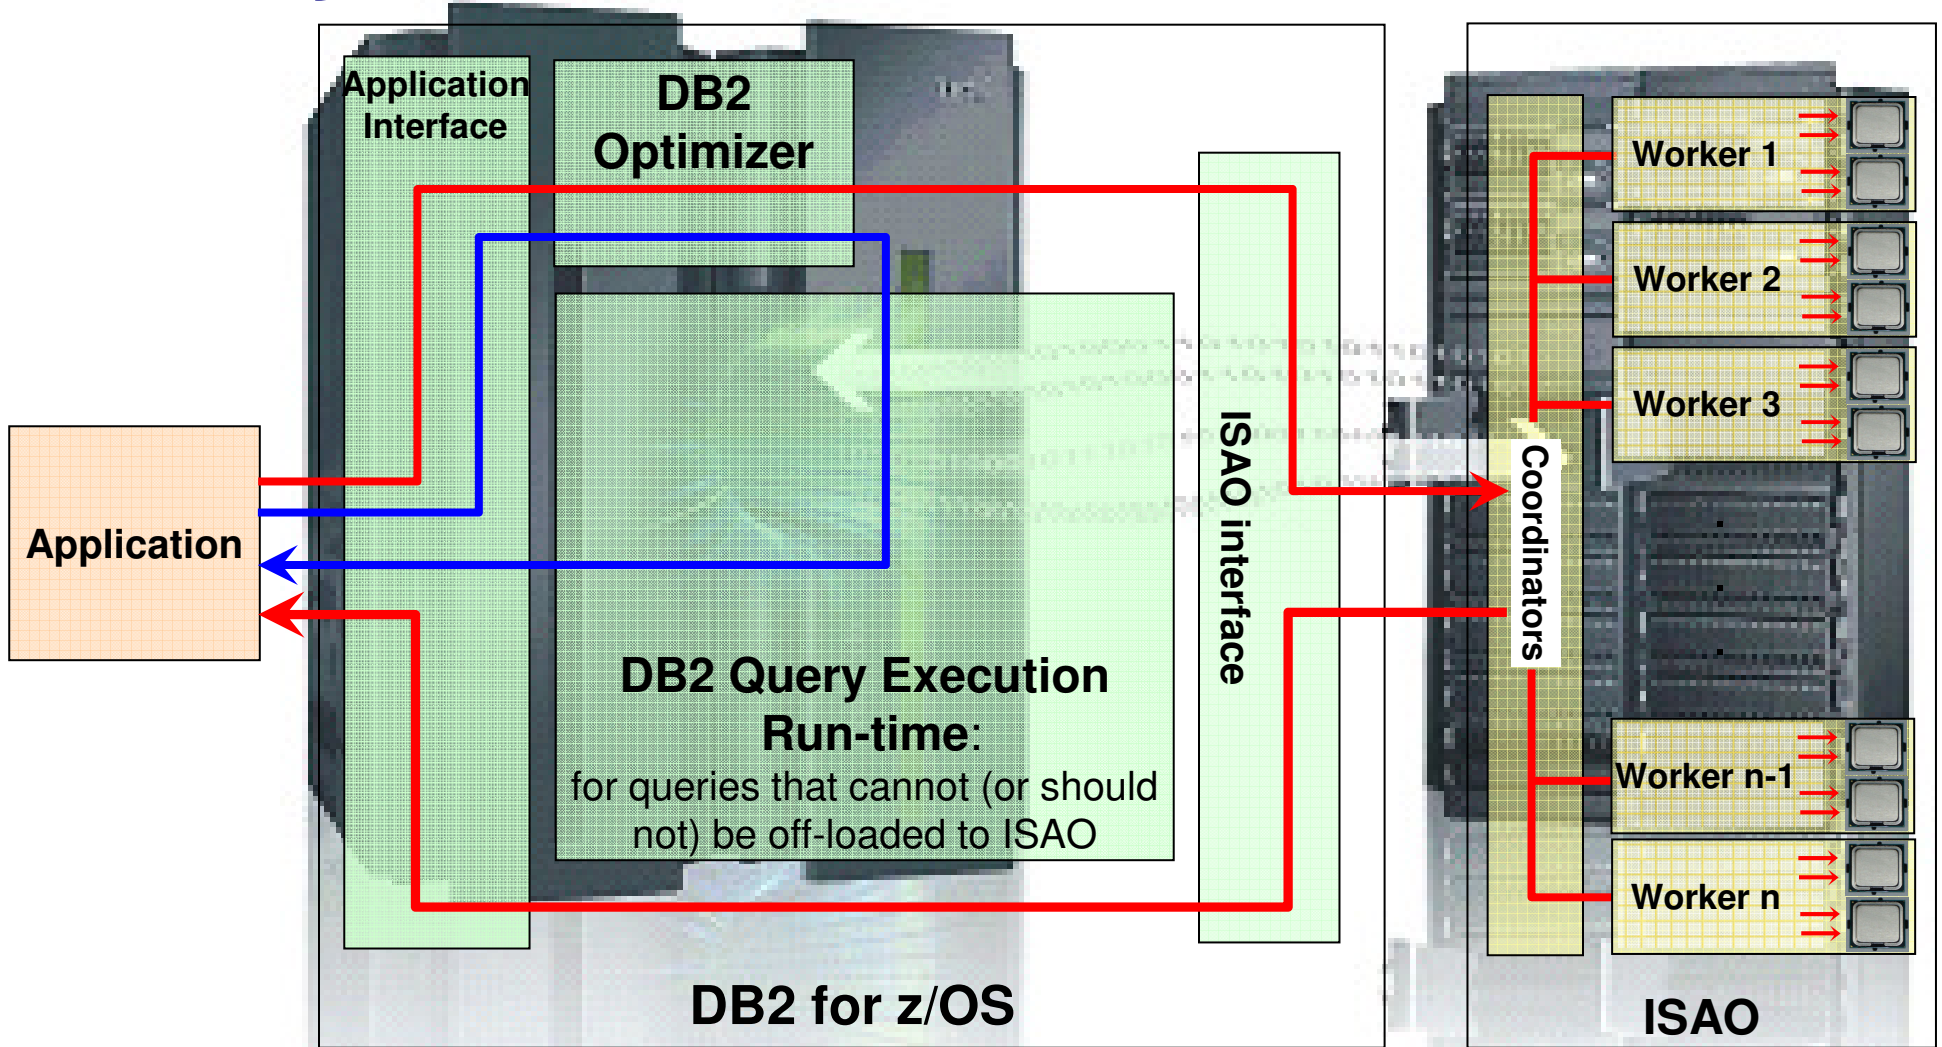 Application
Interface
DB2
Optimizer
Application
DB2 Query Execution
Run-time:
for queries that cannot (or should
not) be off-loaded to ISAO
ISAO interface
DB2 for z/OS
Coordinators
Worker 1
Worker 2
Worker 3
Worker n-1
Worker n
ISAO